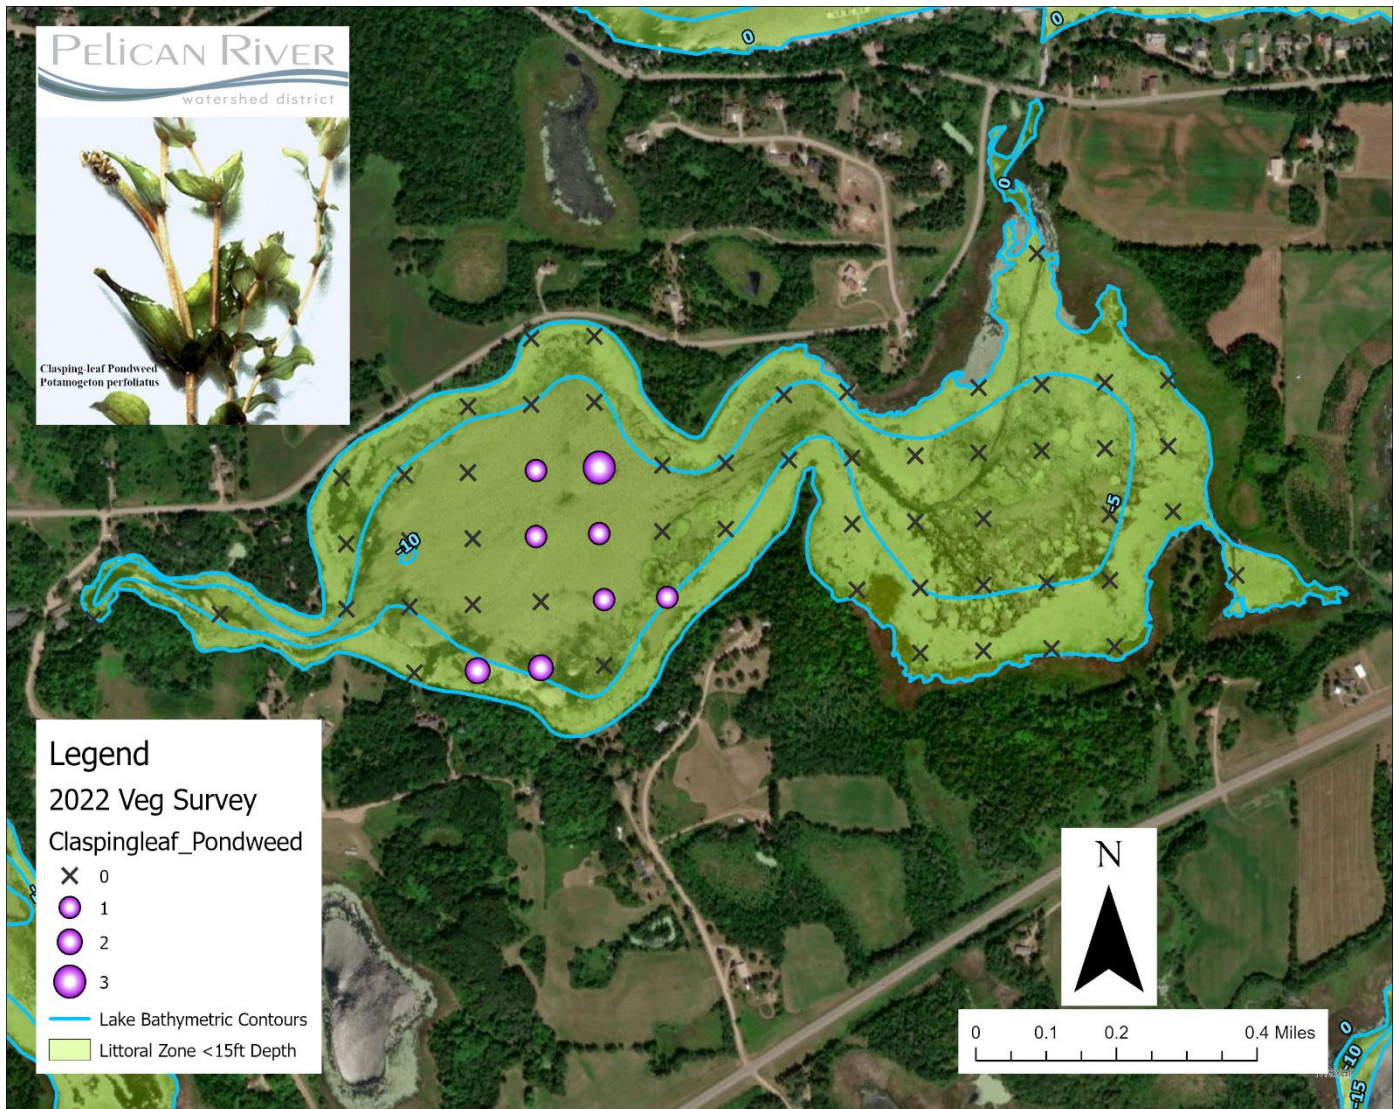 PELICAN RIVER
watershed district
Clasping-leaf Pondweed
Potamogeton perfoliatus
0
0
0
-5
-10
Legend
2022 Veg Survey
Claspingleaf_Pondweed
0
1
2
3
Lake Bathymetric Contours
Littoral Zone <15ft Depth
N
0 0.1 0.2 0.4 Miles
0
-10
-15